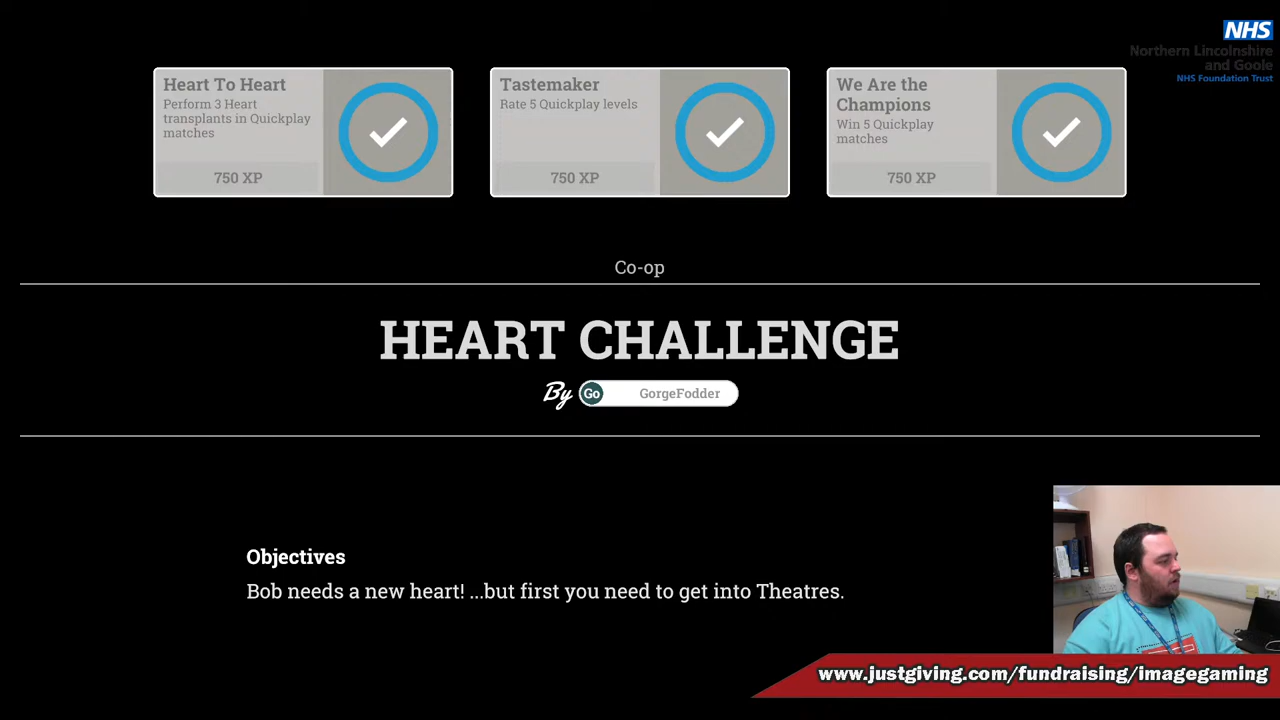 NHS
Northern Lincolnshire
and Goole
NHS Foundation Trust
Heart To Heart
Perform 3 Heart
transplants in Quickplay
matches
750 XP
Tastemaker
Rate 5 Quickplay levels
750 XP
We Are the
Champions
Win 5 Quickplay
matches
750 XP
Co-op
HEART CHALLENGE
By Go GorgeFodder
Objectives
Bob needs a new heart! ...but first you need to get into Theatres.
www.justgiving.com/fundraising/imagegaming